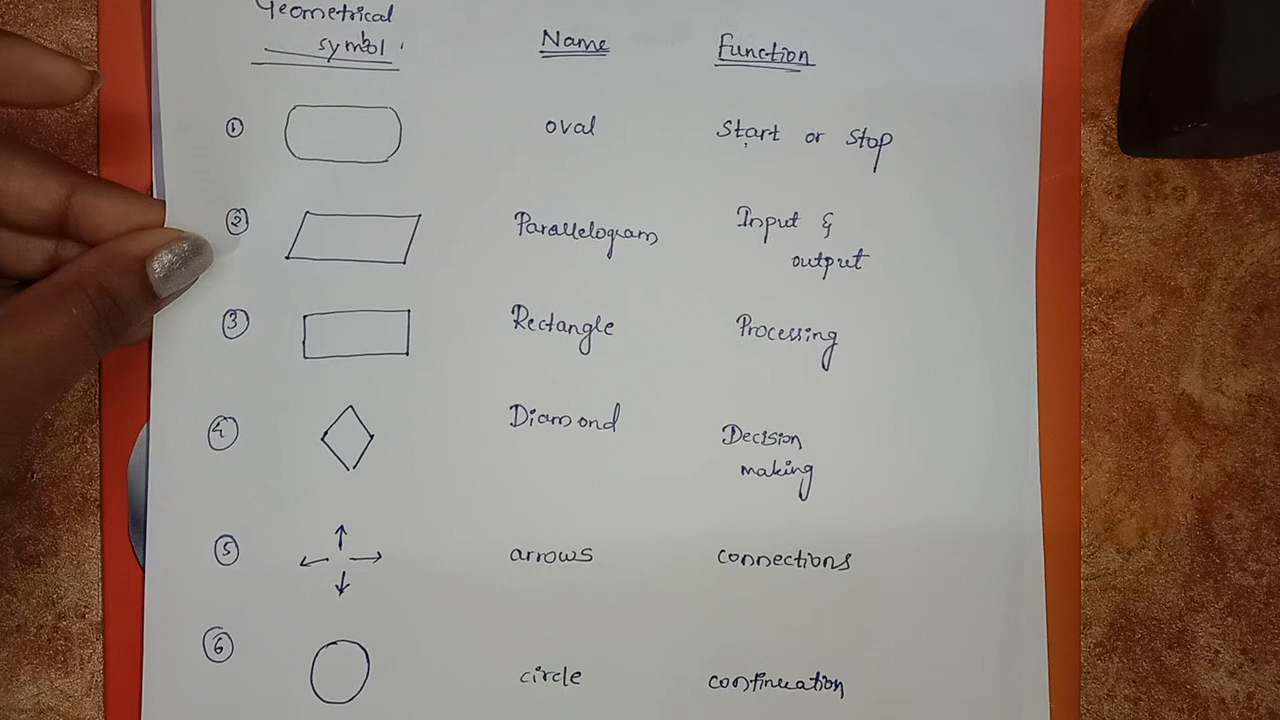 Geometrical
symbol
Name
Function
① oval Start or Stop
② Parallelogram Input &
output
③ Rectangle Processing
④ Diamond Decision
making
⑤ arrows connections
⑥ circle continuation